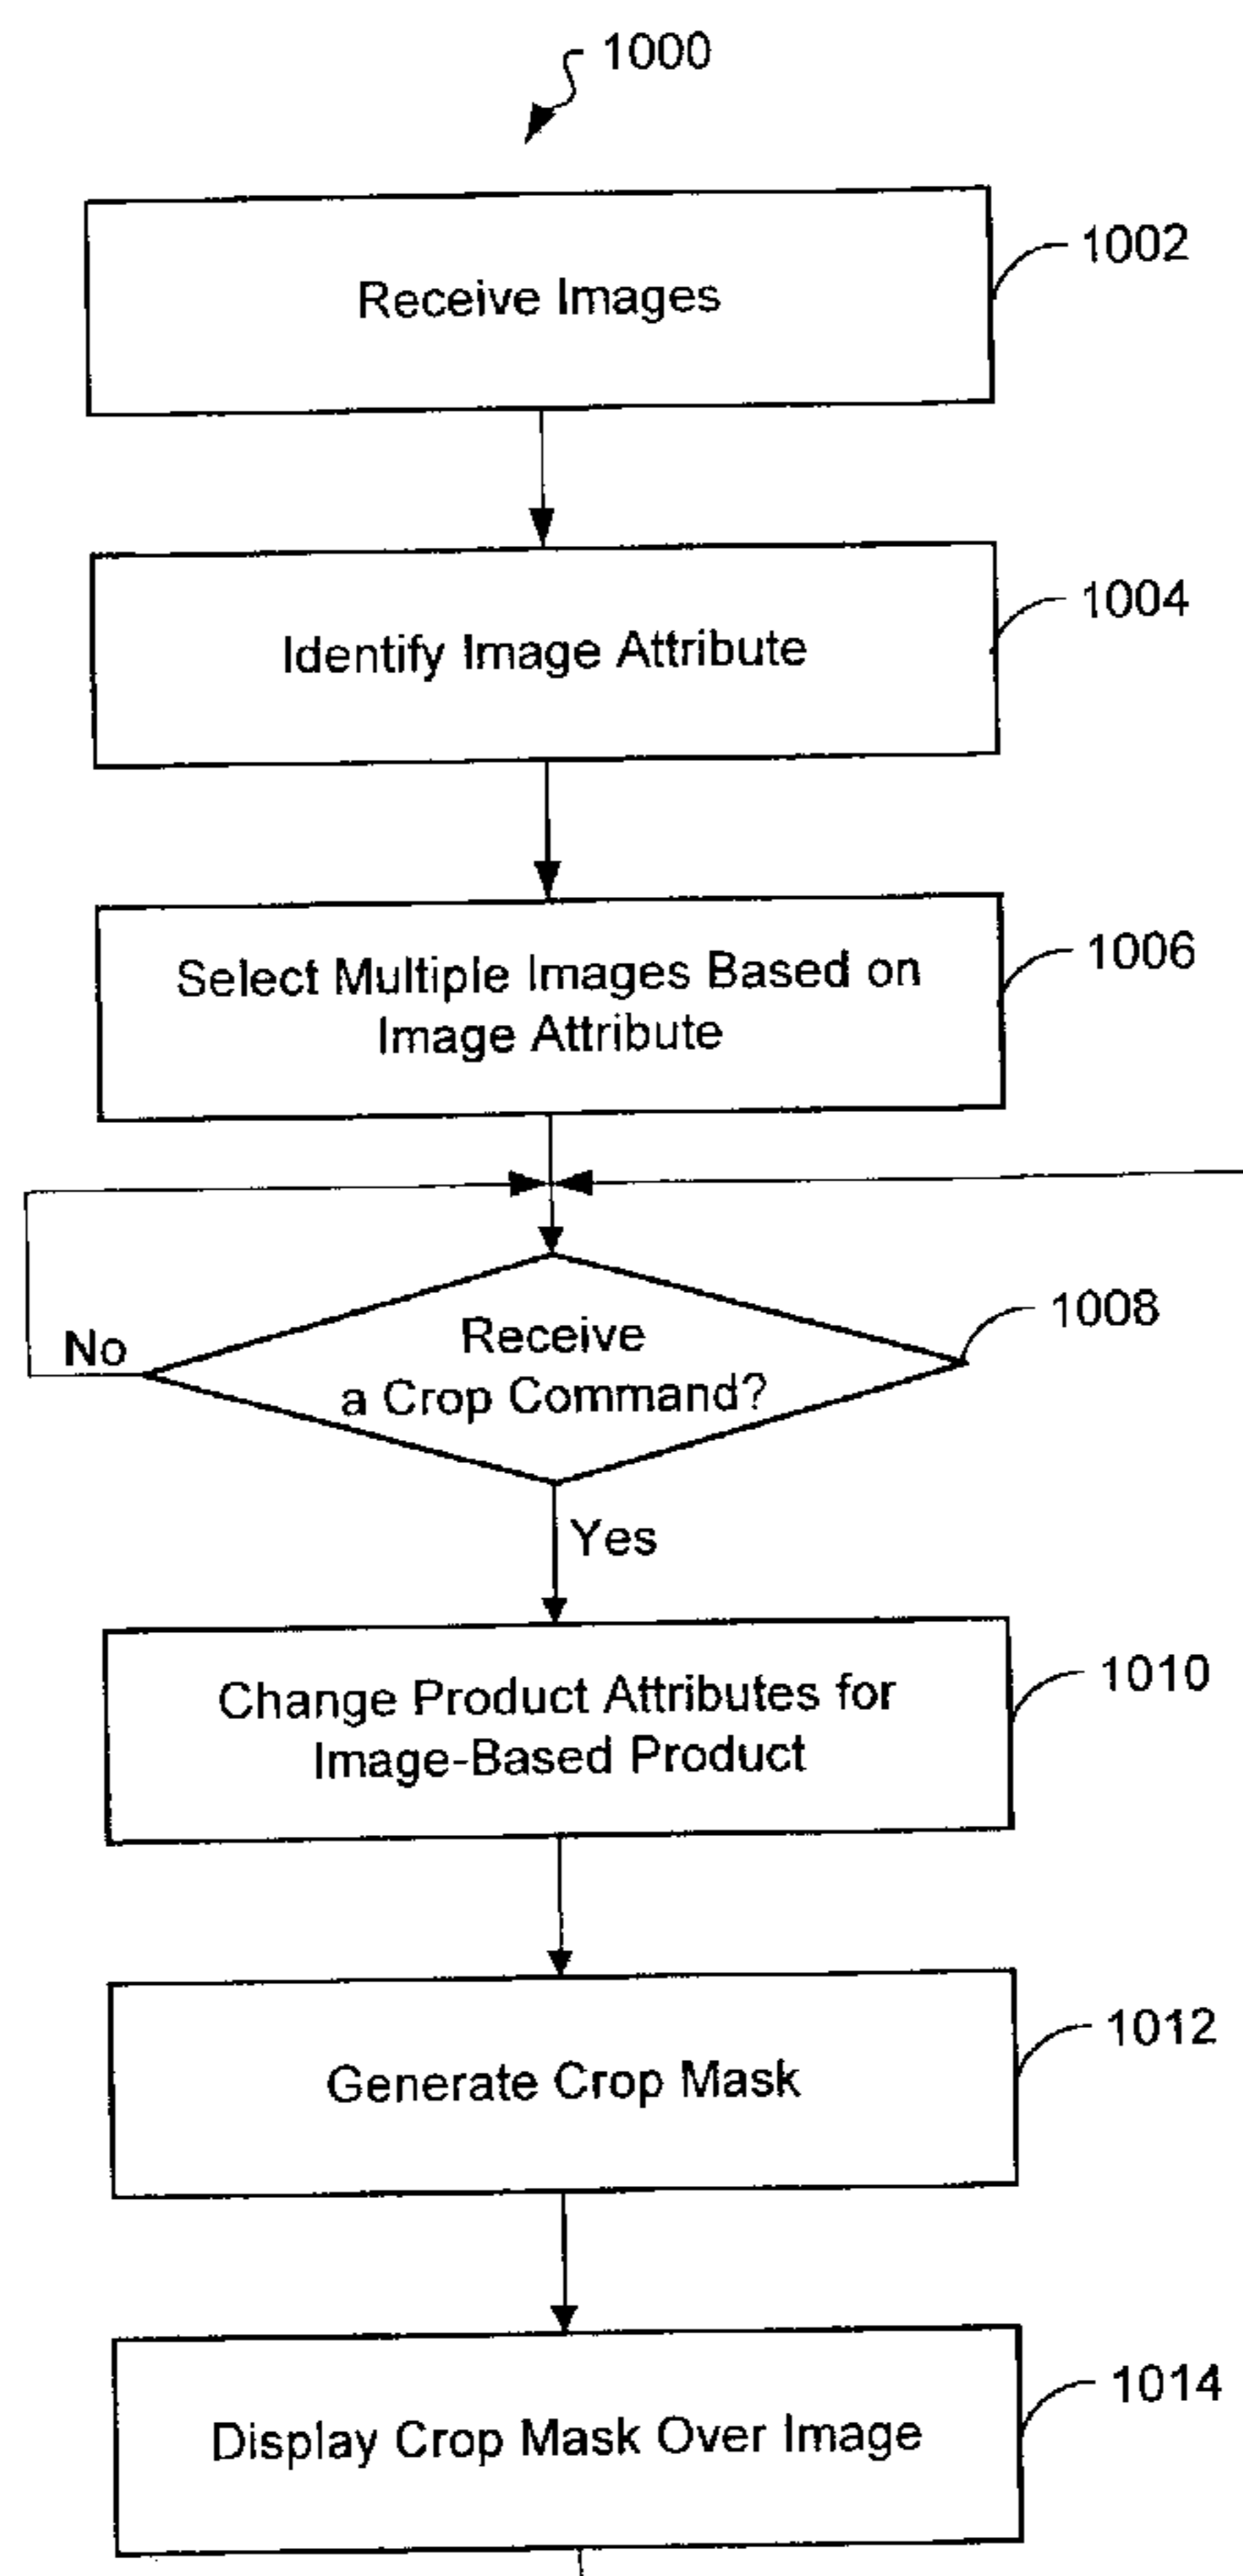 1000
Receive Images
1002
Identify Image Attribute
1004
Select Multiple Images Based on
Image Attribute
1006
Receive
a Crop Command?
1008
No
Yes
Change Product Attributes for
Image-Based Product
1010
Generate Crop Mask
1012
Display Crop Mask Over Image
1014